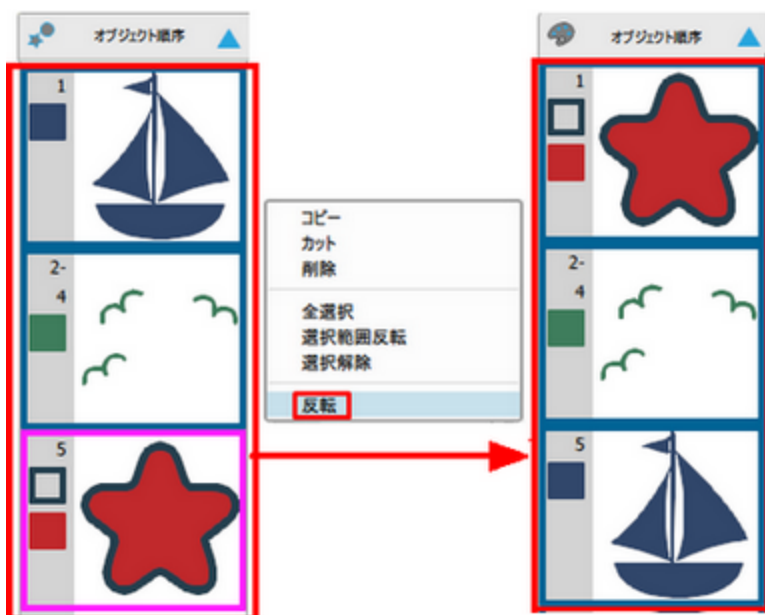 オブジェクト順序
1
2-
4
5
コピー
カット
削除
全選択
選択範囲反転
選択解除
反転
オブジェクト順序
1
2-
4
5